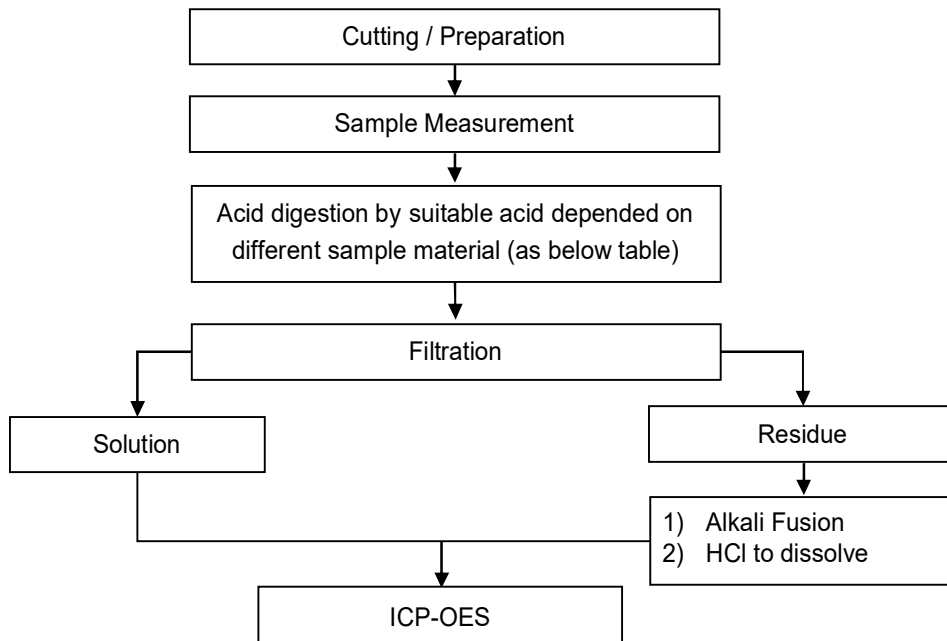 Cutting / Preparation
Sample Measurement
Acid digestion by suitable acid depended on
different sample material (as below table)
Filtration
Solution
Residue
1) Alkali Fusion
2) HCl to dissolve
ICP-OES